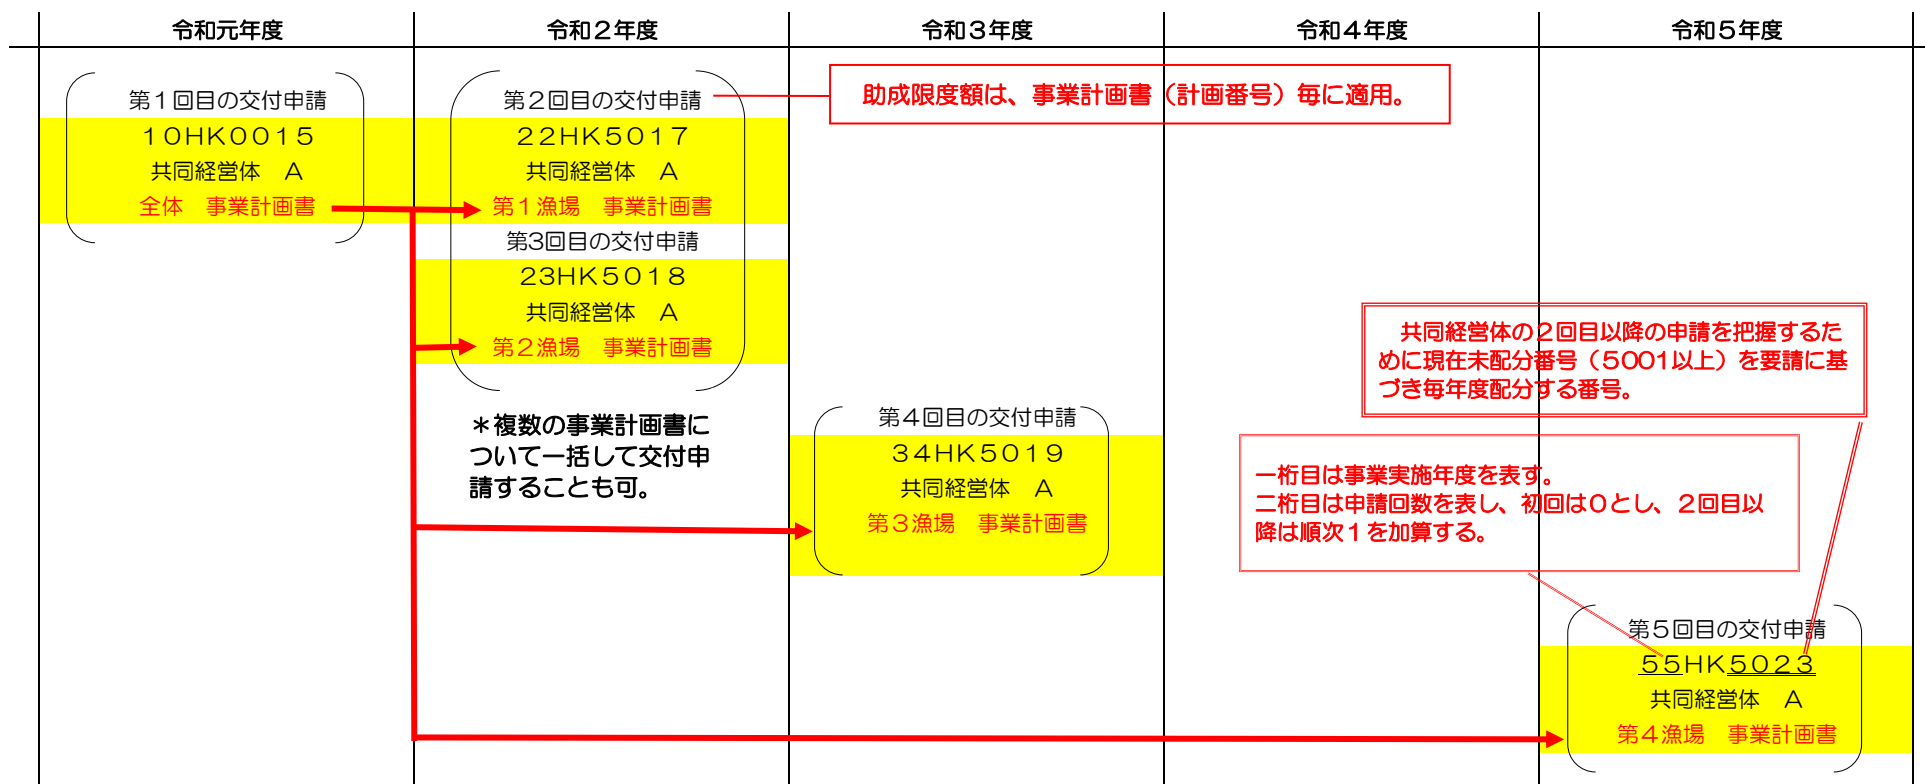 令和元年度
令和２年度
令和３年度
令和４年度
令和５年度
第１回目の交付申請
１０ＨＫ００１５
共同経営体　Ａ
全体　事業計画書
第２回目の交付申請
２２ＨＫ５０１７
共同経営体　Ａ
第１漁場　事業計画書
第3回目の交付申請
２3ＨＫ５０１８
共同経営体　Ａ
第２漁場　事業計画書
＊複数の事業計画書に
ついて一括して交付申
請することも可。
助成限度額は、事業計画書（計画番号）毎に適用。
第４回目の交付申請
３４ＨＫ５０１９
共同経営体　Ａ
第３漁場　事業計画書
共同経営体の２回目以降の申請を把握するた
めに現在未配分番号（5001以上）を要請に基
づき毎年度配分する番号。
一桁目は事業実施年度を表す。
二桁目は申請回数を表し、初回は０とし、２回目以
降は順次１を加算する。
第５回目の交付申請
５５ＨＫ５０２３
共同経営体　Ａ
第４漁場　事業計画書